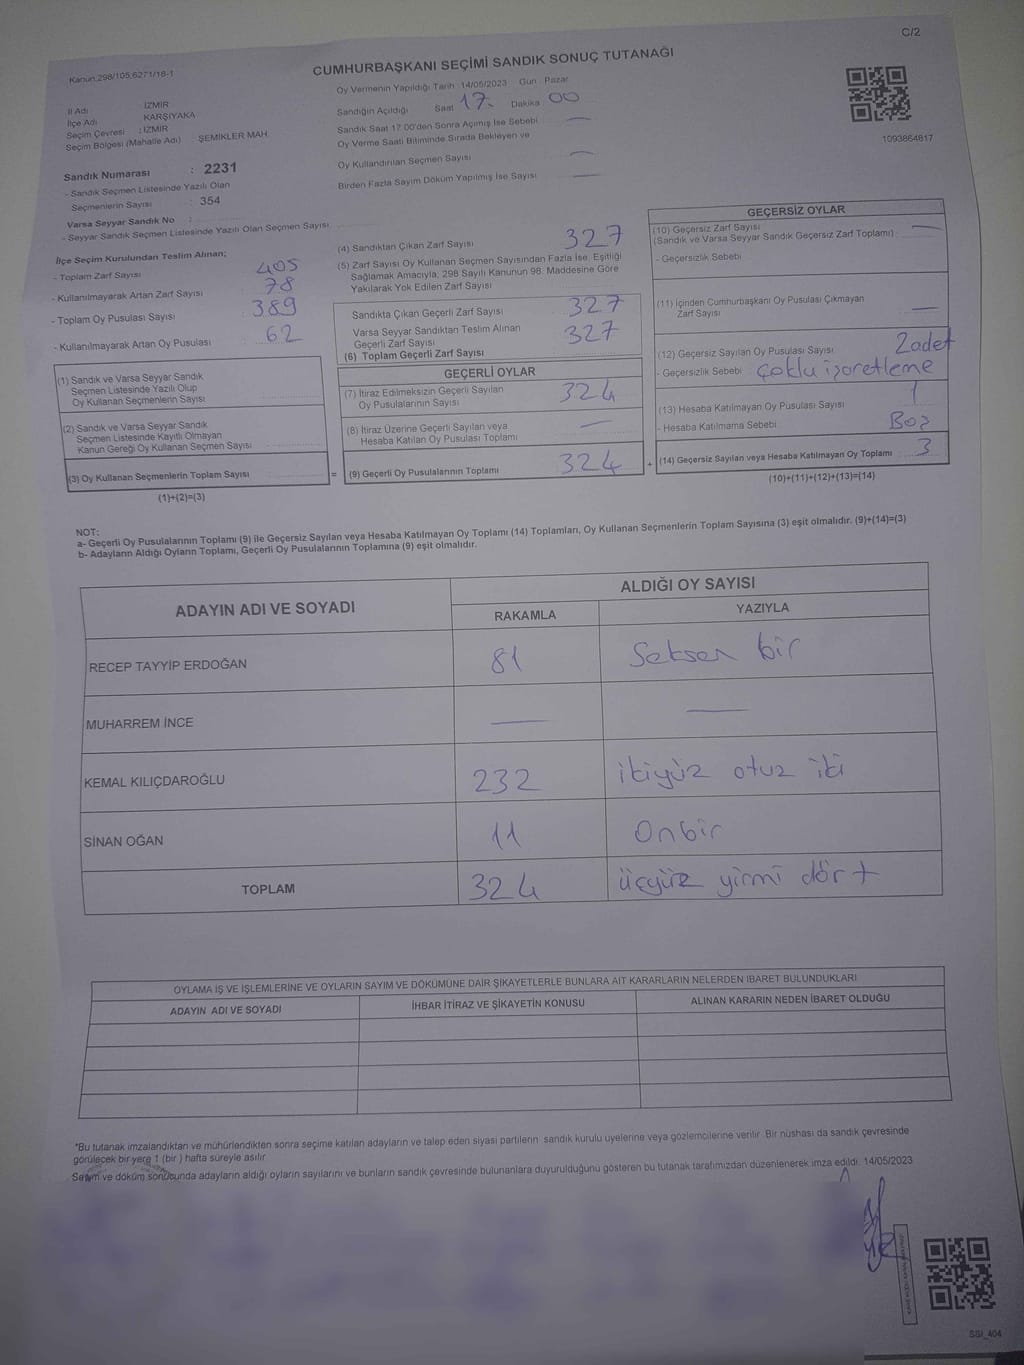 C/2
Kanun:298/105,6271/18-1
CUMHURBAŞKANI SEÇİMİ SANDIK SONUÇ TUTANAĞI
İl Adı : İZMİR
İlçe Adı : KARŞIYAKA
Seçim Çevresi : İZMİR
Seçim Bölgesi (Mahalle Adı) : ŞEMİKLER MAH.
Sandık Numarası : 2231
- Sandık Seçmen Listesinde Yazılı Olan
Seçmenlerin Sayısı : 354
Varsa Seyyar Sandık No :
- Seyyar Sandık Seçmen Listesinde Yazılı Olan Seçmen Sayısı:
Oy Vermenin Yapıldığı Tarih: 14/05/2023 Gün : Pazar
Sandığın Açıldığı Saat 17. Dakika : 00
Sandık Saat 17:00'den Sonra Açılmış İse Sebebi : —
Oy Verme Saati Bitiminde Sırada Bekleyen ve
Oy Kullandırılan Seçmen Sayısı —
Birden Fazla Sayım Döküm Yapılmış İse Sayısı —
1093864817
İlçe Seçim Kurulundan Teslim Alınan;
- Toplam Zarf Sayısı 405
- Kullanılmayarak Artan Zarf Sayısı 78
- Toplam Oy Pusulası Sayısı 389
- Kullanılmayarak Artan Oy Pusulası 62
(1) Sandık ve Varsa Seyyar Sandık
Seçmen Listesinde Yazılı Olup
Oy Kullanan Seçmenlerin Sayısı
(2) Sandık ve Varsa Seyyar Sandık
Seçmen Listesinde Kayıtlı Olmayan
Kanun Gereği Oy Kullanan Seçmen Sayısı
(3) Oy Kullanan Seçmenlerin Toplam Sayısı =
(1)+(2)=(3)
(4) Sandıktan Çıkan Zarf Sayısı 327
(5) Zarf Sayısı Oy Kullanan Seçmen Sayısından Fazla İse, Eşitliği
Sağlamak Amacıyla; 298 Sayılı Kanunun 98. Maddesine Göre
Yakılarak Yok Edilen Zarf Sayısı
Sandıkta Çıkan Geçerli Zarf Sayısı 327
Varsa Seyyar Sandıktan Teslim Alınan
Geçerli Zarf Sayısı 327
(6) Toplam Geçerli Zarf Sayısı
GEÇERLİ OYLAR
(7) İtiraz Edilmeksizin Geçerli Sayılan
Oy Pusulalarının Sayısı 324
(8) İtiraz Üzerine Geçerli Sayılan veya
Hesaba Katılan Oy Pusulası Toplamı —
(9) Geçerli Oy Pusulalarının Toplamı 324 +
GEÇERSİZ OYLAR
(10) Geçersiz Zarf Sayısı —
(Sandık ve Varsa Seyyar Sandık Geçersiz Zarf Toplamı)
- Geçersizlik Sebebi
(11) İçinden Cumhurbaşkanı Oy Pusulası Çıkmayan
Zarf Sayısı —
(12) Geçersiz Sayılan Oy Pusulası Sayısı 2 adet
- Geçersizlik Sebebi Çoklu işaretleme
(13) Hesaba Katılmayan Oy Pusulası Sayısı 1
- Hesaba Katılmama Sebebi Boş
(14) Geçersiz Sayılan veya Hesaba Katılmayan Oy Toplamı 3
(10)+(11)+(12)+(13)=(14)
NOT:
a- Geçerli Oy Pusulalarının Toplamı (9) ile Geçersiz Sayılan veya Hesaba Katılmayan Oy Toplamı (14) Toplamları, Oy Kullanan Seçmenlerin Toplam Sayısına (3) eşit olmalıdır. (9)+(14)=(3)
b- Adayların Aldığı Oyların Toplamı, Geçerli Oy Pusulalarının Toplamına (9) eşit olmalıdır.
ADAYIN ADI VE SOYADI ALDIĞI OY SAYISI
RAKAMLA YAZIYLA
RECEP TAYYİP ERDOĞAN 81 Seksen bir
MUHARREM İNCE — —
KEMAL KILIÇDAROĞLU 232 ikiyüz otuz iki
SİNAN OĞAN 11 Onbir
TOPLAM 324 üçyüz yirmi dört
OYLAMA İŞ VE İŞLEMLERİNE VE OYLARIN SAYIM VE DÖKÜMÜNE DAİR ŞİKAYETLERLE BUNLARA AİT KARARLARIN NELERDEN İBARET BULUNDUKLARI
ADAYIN ADI VE SOYADI İHBAR İTİRAZ VE ŞİKAYETİN KONUSU ALINAN KARARIN NEDEN İBARET OLDUĞU
*Bu tutanak imzalandıktan ve mühürlendikten sonra seçime katılan adayların ve talep eden siyasi partilerin sandık kurulu üyelerine veya gözlemcilerine verilir. Bir nüshası da sandık çevresinde
görülecek bir yere 1 (bir ) hafta süreyle asılır.
Seçim ve döküm sonucunda adayların aldığı oyların sayılarını ve bunların sandık çevresinde bulunanlara duyurulduğunu gösteren bu tutanak tarafımızdan düzenlenerek imza edildi. 14/05/2023
SSI_404